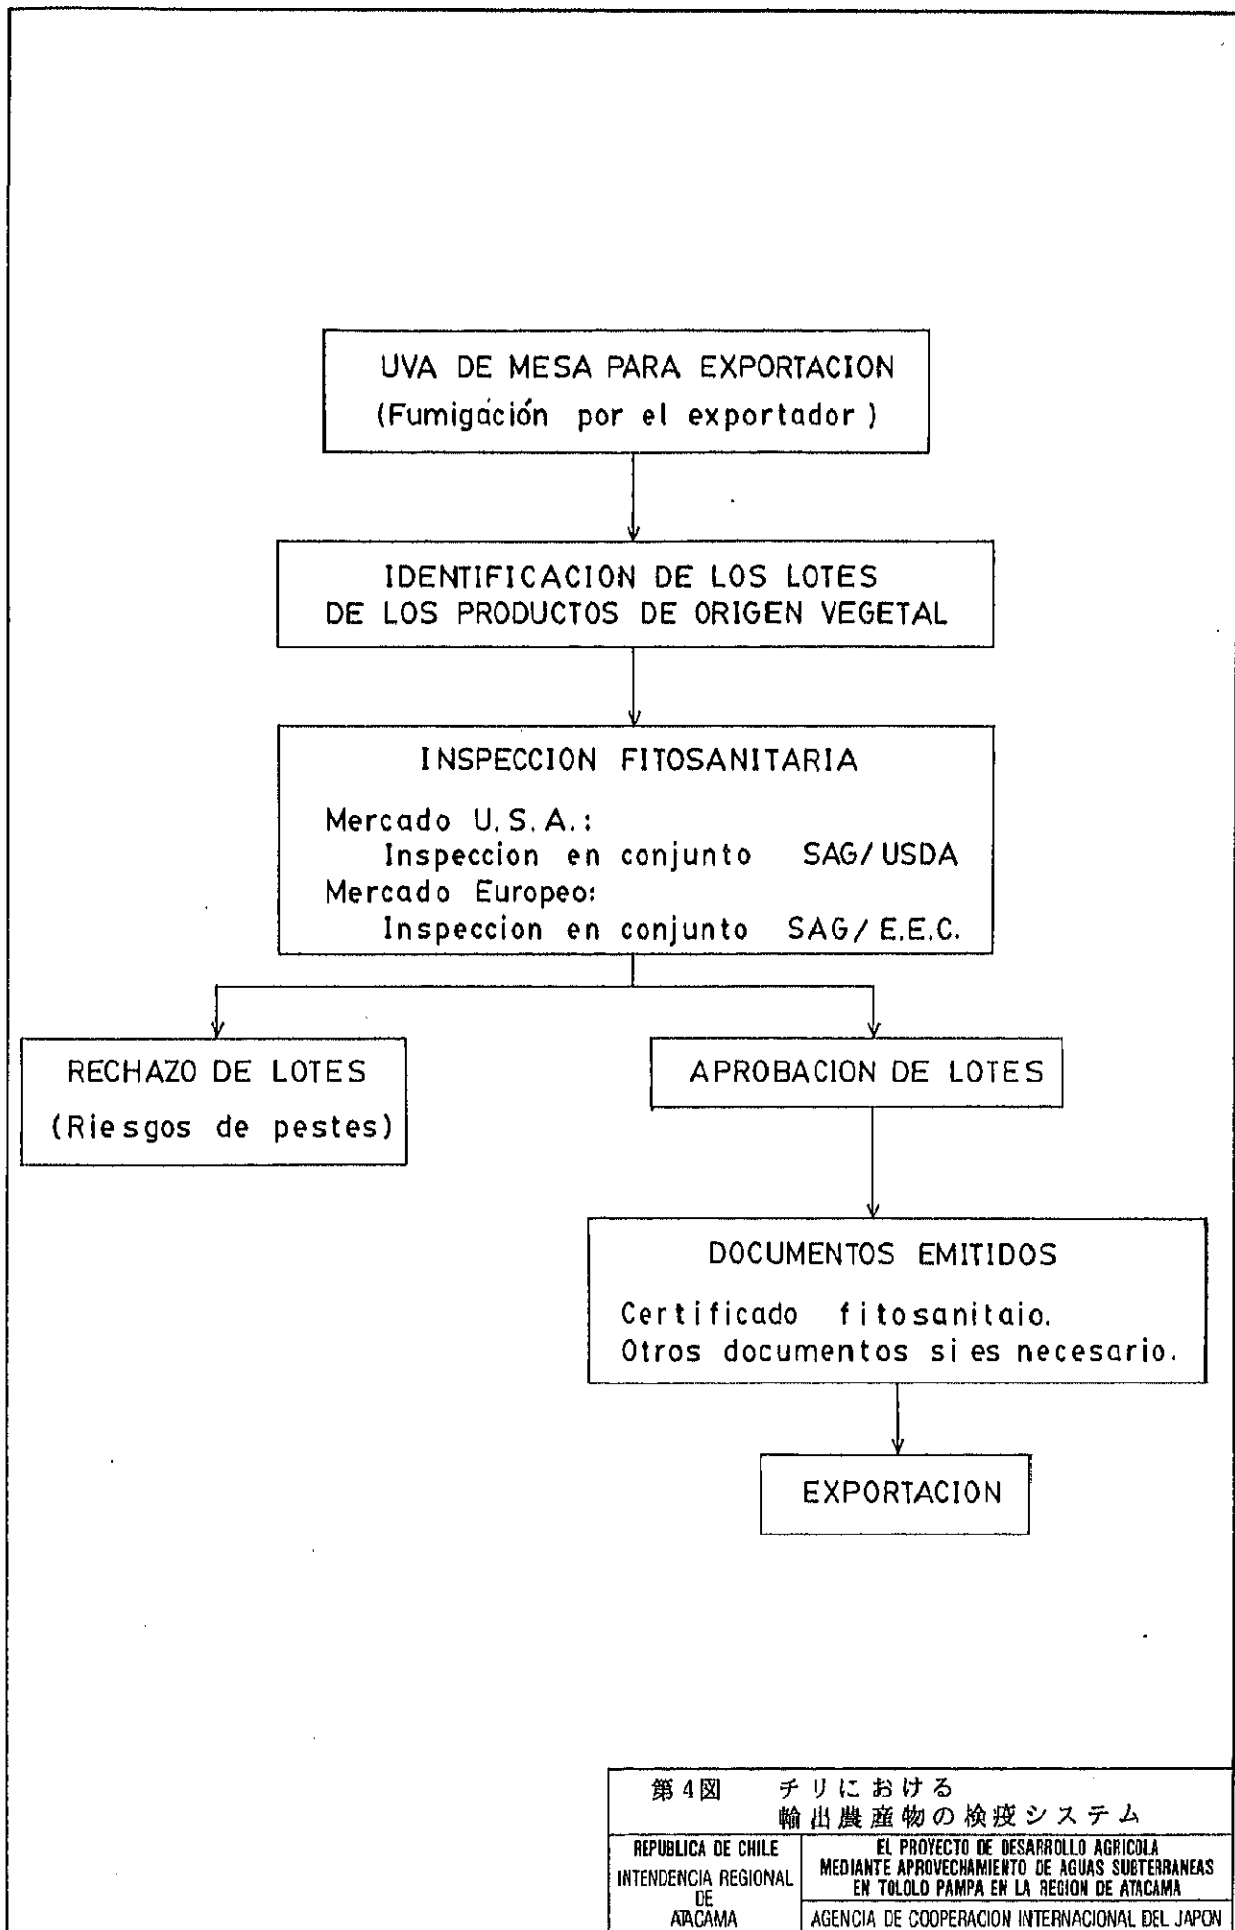 UVA DE MESA PARA EXPORTACION
(Fumigación por el exportador)
IDENTIFICACION DE LOS LOTES
DE LOS PRODUCTOS DE ORIGEN VEGETAL
INSPECCION FITOSANITARIA
Mercado U.S.A.:
Inspeccion en conjunto SAG/USDA
Mercado Europeo:
Inspeccion en conjunto SAG/E.E.C.
RECHAZO DE LOTES
(Riesgos de pestes)
APROBACION DE LOTES
DOCUMENTOS EMITIDOS
Certificado fitosanitaio.
Otros documentos si es necesario.
EXPORTACION
第4図 チリにおける
輸出農産物の検疫システム
REPUBLICA DE CHILE
INTENDENCIA REGIONAL
DE
ATACAMA
EL PROYECTO DE DESARROLLO AGRICOLA
MEDIANTE APROVECHAMIENTO DE AGUAS SUBTERRANEAS
EN TOLOLO PAMPA EN LA REGION DE ATACAMA
AGENCIA DE COOPERACION INTERNACIONAL DEL JAPON